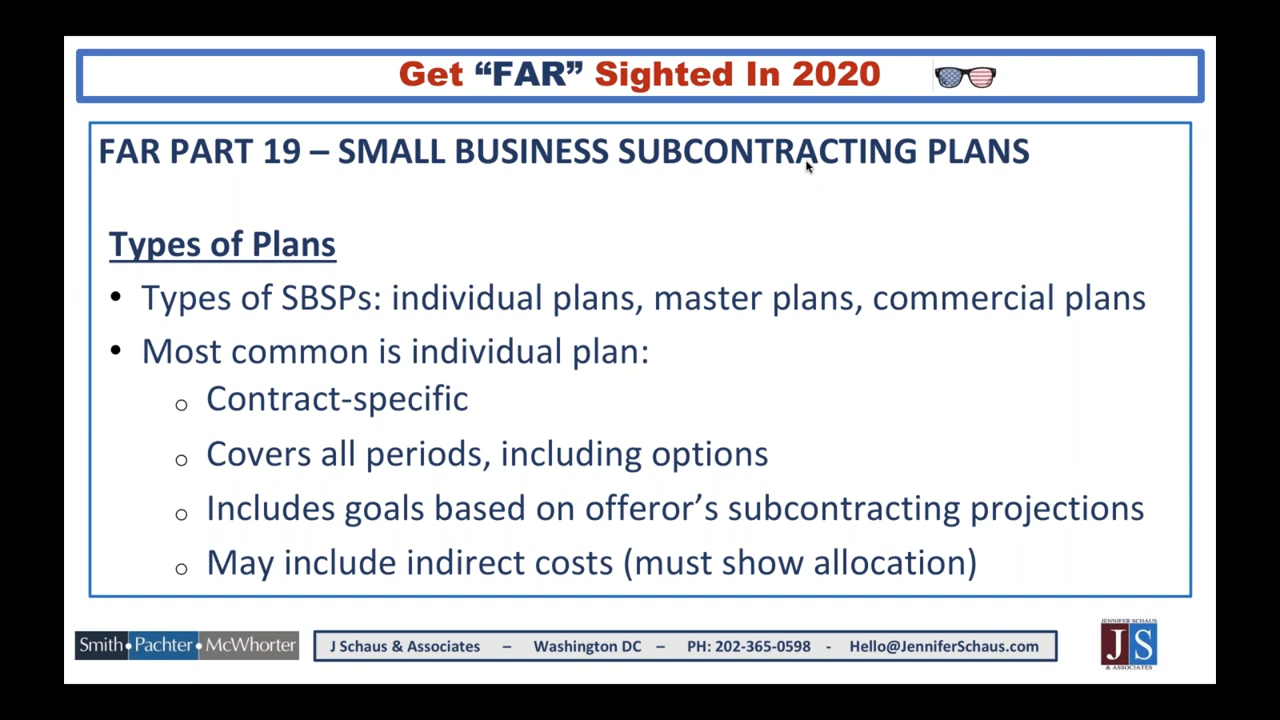 Get “FAR” Sighted In 2020
FAR PART 19 – SMALL BUSINESS SUBCONTRACTING PLANS
Types of Plans
• Types of SBSPs: individual plans, master plans, commercial plans
• Most common is individual plan:
o Contract-specific
o Covers all periods, including options
o Includes goals based on offeror’s subcontracting projections
o May include indirect costs (must show allocation)
Smith•Pachter•McWhorter
J Schaus & Associates – Washington DC – PH: 202-365-0598 - Hello@JenniferSchaus.com
JENNIFER SCHAUS
JS
& ASSOCIATES